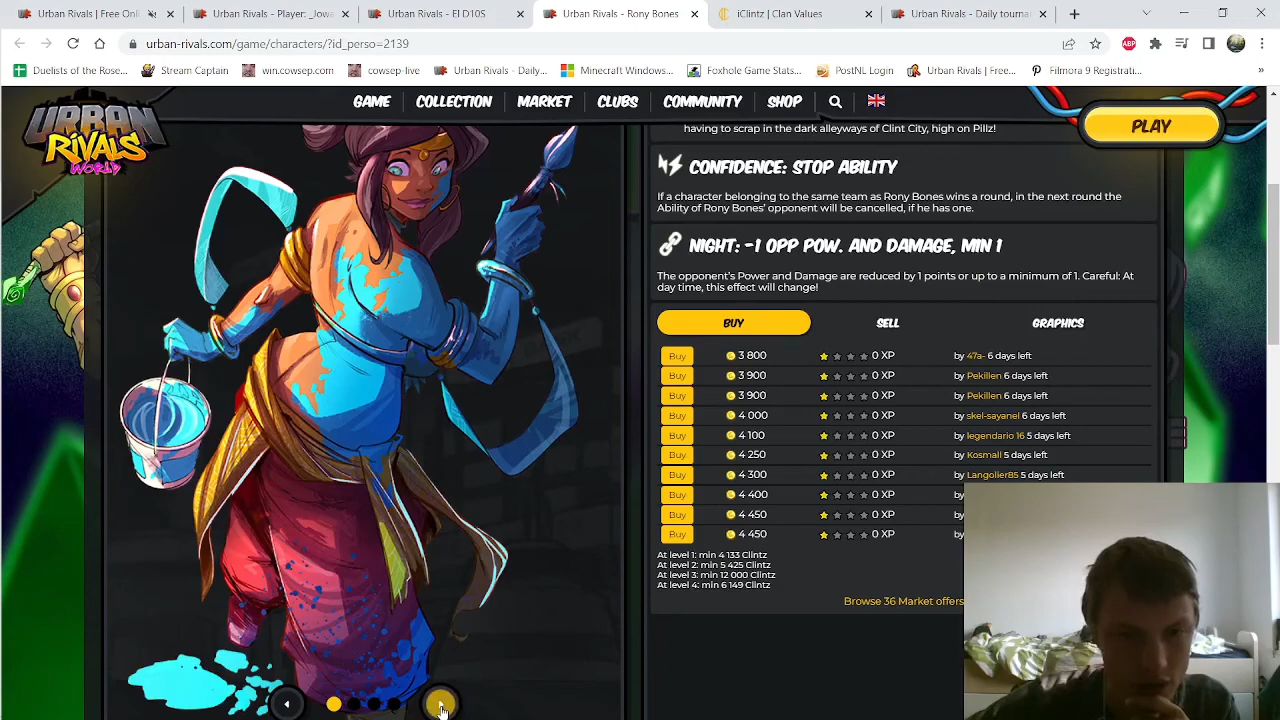 Urban Rivals | Free Onl
Urban Rivals - Player: _lowe
Urban Rivals - El D10S
Urban Rivals - Rony Bones
iClintz | Clan Values
Urban Rivals - Daily tourna
urban-rivals.com/game/characters/?id_perso=2139
Duelists of the Rose...
Stream Captain
win.cowsep.com
cowsep-live
Urban Rivals - Daily...
Minecraft Windows...
Foxhole Game Stats...
PostNL Login
Urban Rivals | Free...
Filmora 9 Registrati...
URBAN RIVALS WORLD
GAME
COLLECTION
MARKET
CLUBS
COMMUNITY
SHOP
PLAY
having to scrap in the dark alleyways of Clint City, high on Pillz!
CONFIDENCE: STOP ABILITY
If a character belonging to the same team as Rony Bones wins a round, in the next round the
Ability of Rony Bones' opponent will be cancelled, if he has one.
NIGHT: -1 OPP POW. AND DAMAGE, MIN 1
The opponent's Power and Damage are reduced by 1 points or up to a minimum of 1. Careful: At
day time, this effect will change!
BUY SELL GRAPHICS
Buy 3 800 0 XP by 47a- 6 days left
Buy 3 900 0 XP by Pekillen 6 days left
Buy 3 900 0 XP by Pekillen 6 days left
Buy 4 000 0 XP by skel-sayanel 6 days left
Buy 4 100 0 XP by legendario 16 5 days left
Buy 4 250 0 XP by Kosmall 5 days left
Buy 4 300 0 XP by Langolier85 5 days left
Buy 4 400 0 XP by
Buy 4 450 0 XP by
Buy 4 450 0 XP by
At level 1: min 4 133 Clintz
At level 2: min 5 425 Clintz
At level 3: min 12 000 Clintz
At level 4: min 6 149 Clintz
Browse 36 Market offers